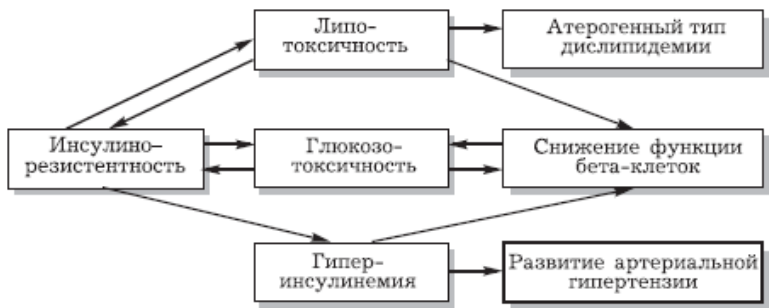 Липо-
токсичность
Атерогенный тип
дислипидемии
Инсулино-
резистентность
Глюкозо-
токсичность
Снижение функции
бета-клеток
Гипер-
инсулинемия
Развитие артериальной
гипертензии